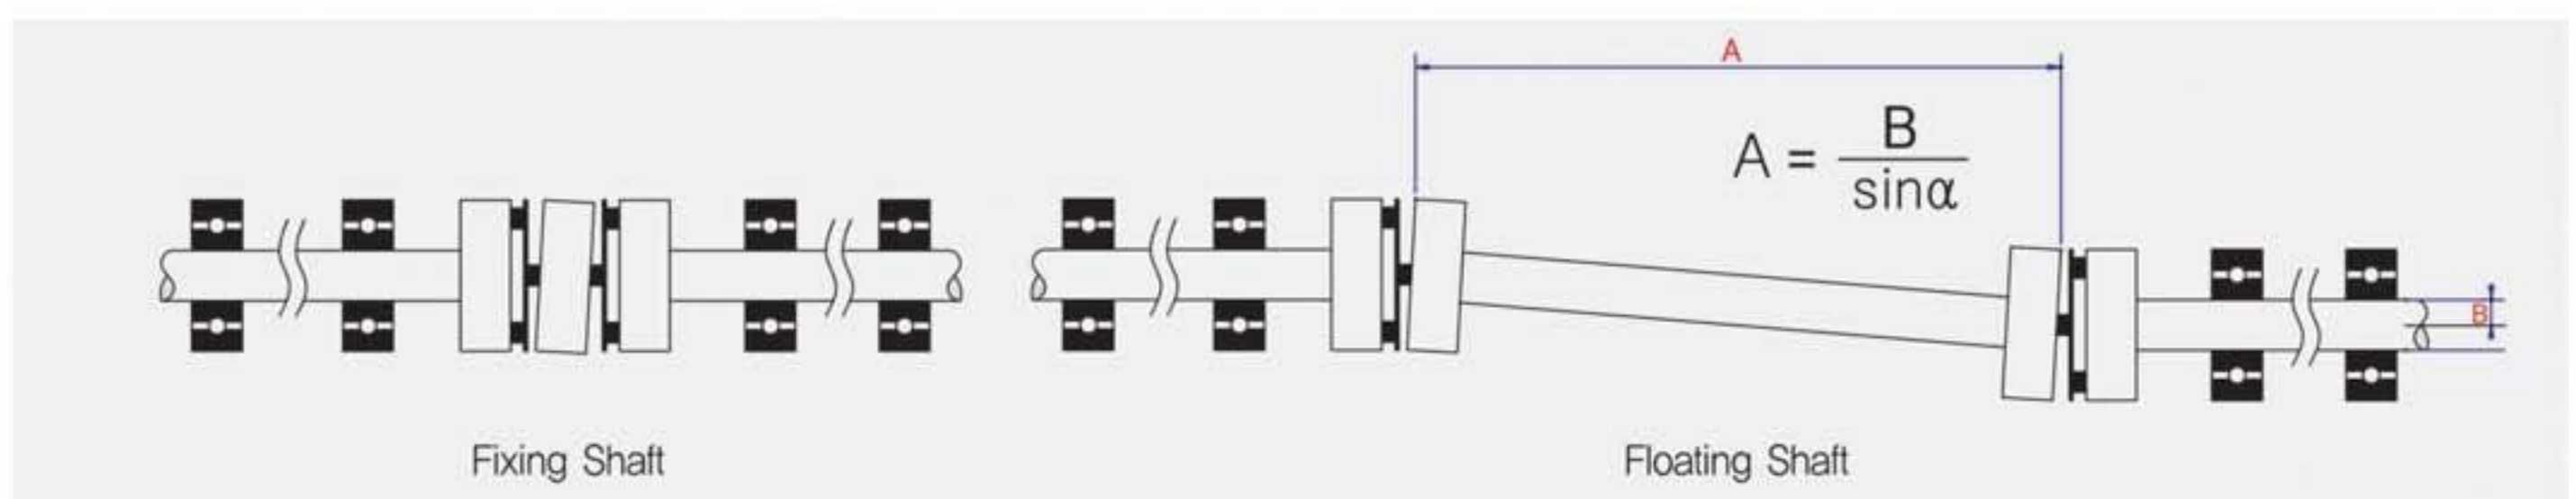 A
A = B / sinα
B
Fixing Shaft
Floating Shaft